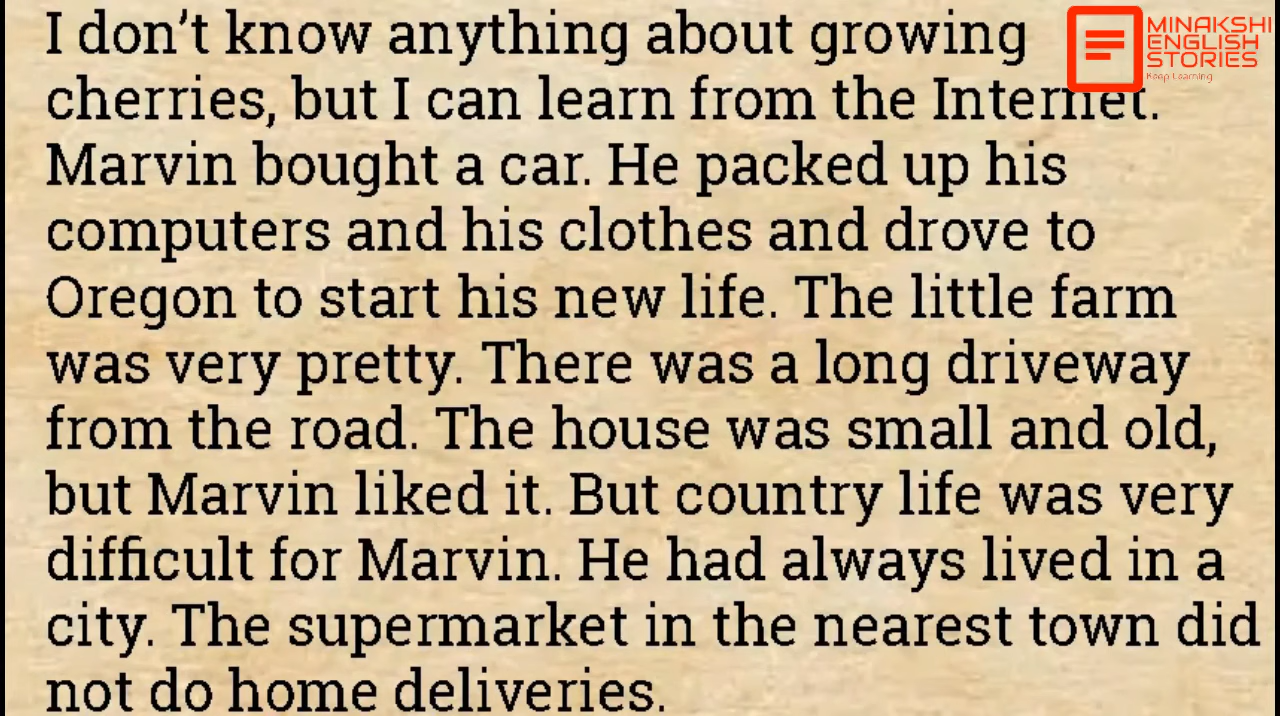 I don’t know anything about growing
cherries, but I can learn from the Internet.
Marvin bought a car. He packed up his
computers and his clothes and drove to
Oregon to start his new life. The little farm
was very pretty. There was a long driveway
from the road. The house was small and old,
but Marvin liked it. But country life was very
difficult for Marvin. He had always lived in a
city. The supermarket in the nearest town did
not do home deliveries.
MINAKSHI
ENGLISH
STORIES
Keep Learning